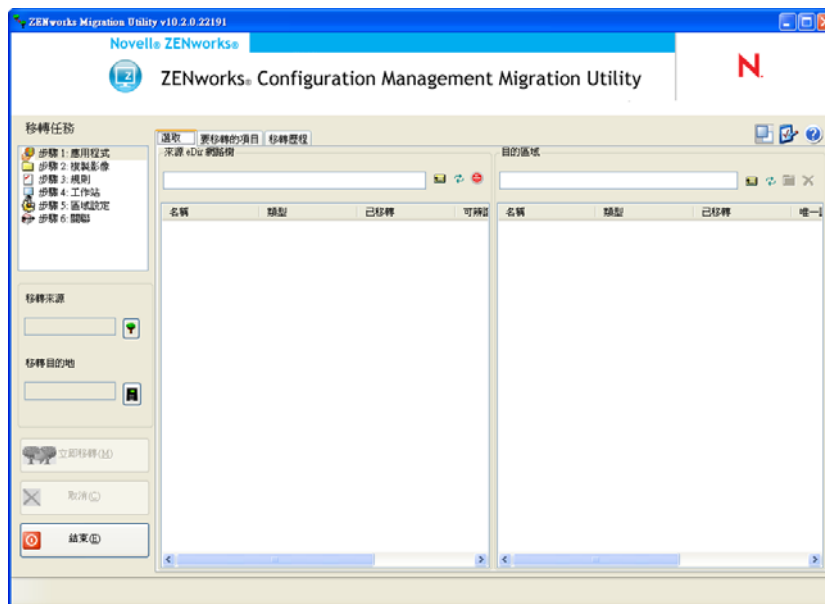 ZENworks Migration Utility v10.2.0.22191
Novell® ZENworks®
ZENworks® Configuration Management Migration Utility
N.
移轉任務
步驟 1: 應用程式
步驟 2: 複製影像
步驟 3: 規則
步驟 4: 工作站
步驟 5: 區域設定
步驟 6: 關聯
選取 要移轉的項目 移轉歷程
來源 eDir 網路樹
目的區域
名稱 類型 已移轉 可辨識
名稱 類型 已移轉 唯一
移轉來源
移轉目的地
立即移轉(M)
取消(C)
結束(E)